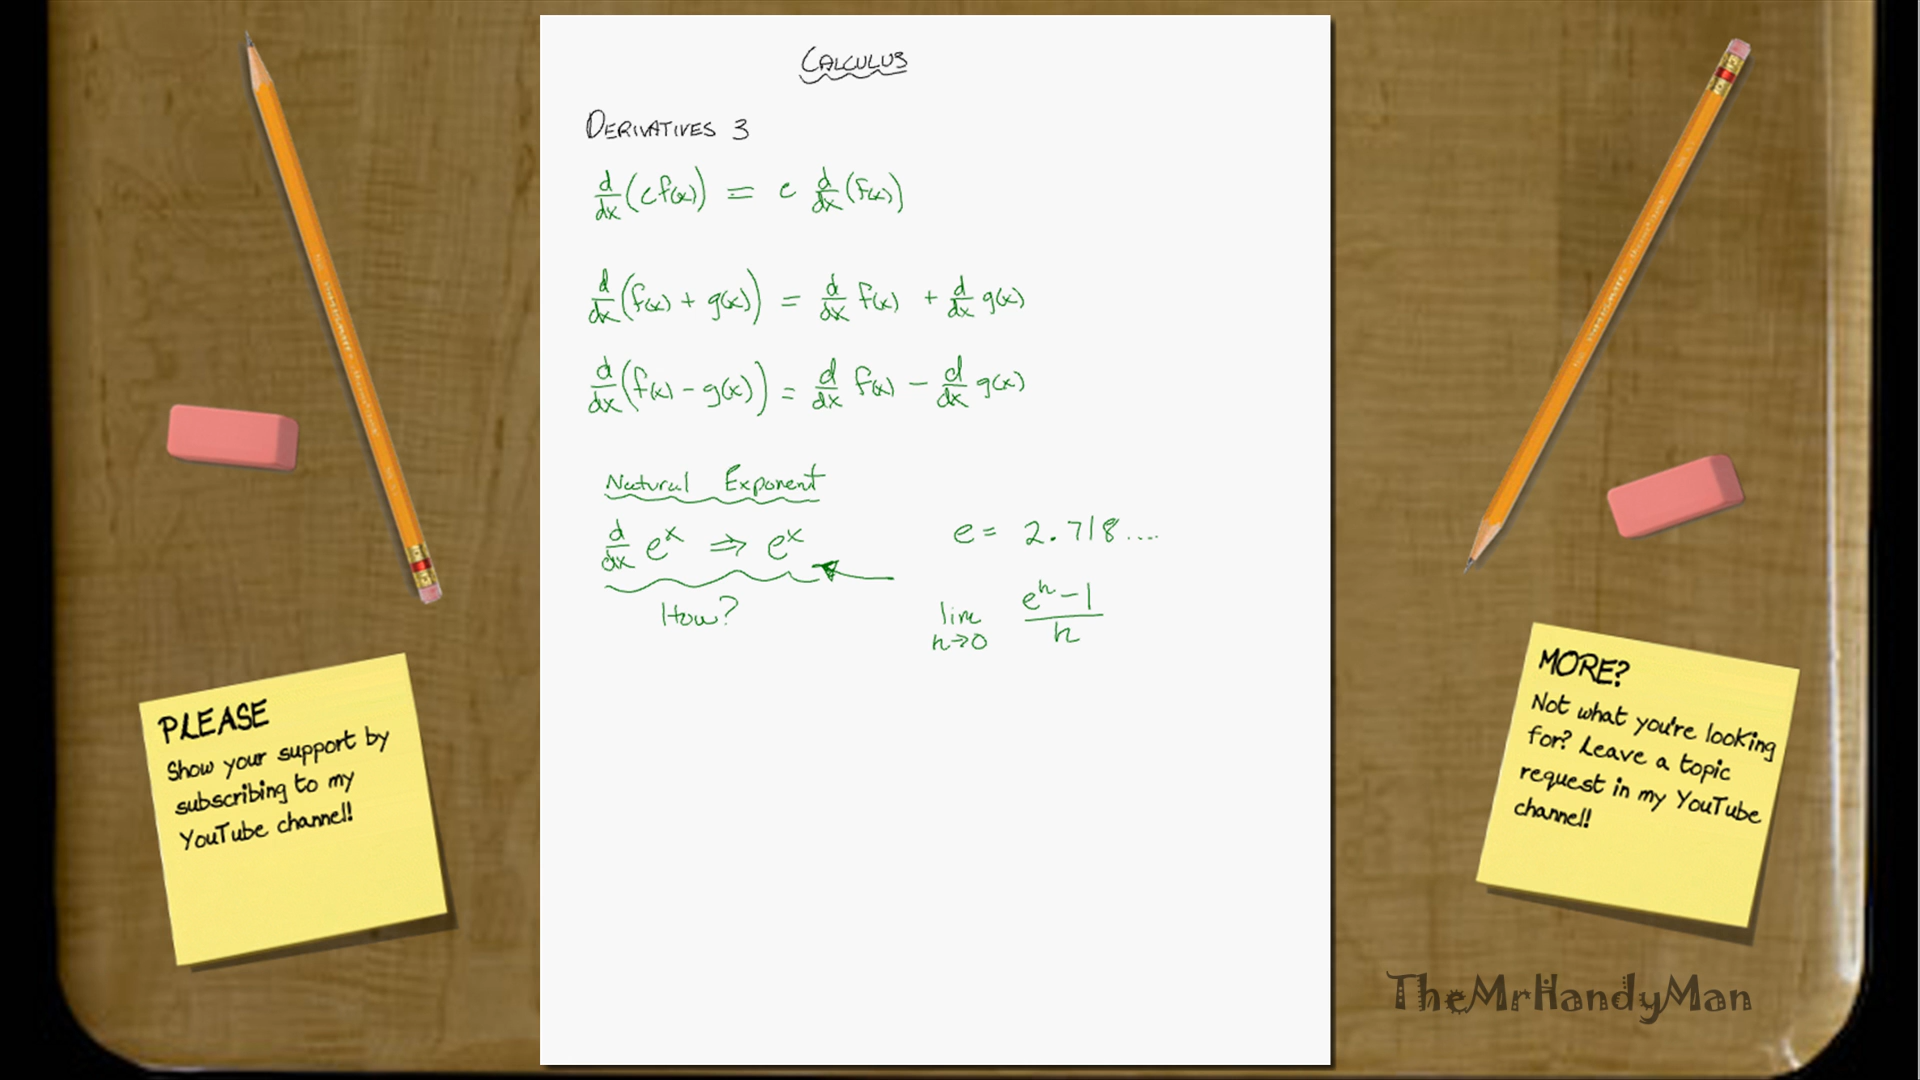 CALCULUS
DERIVATIVES 3
d/dx (c f(x)) = c d/dx (f(x))
d/dx (f(x) + g(x)) = d/dx f(x) + d/dx g(x)
d/dx (f(x) - g(x)) = d/dx f(x) - d/dx g(x)
Natural Exponent
d/dx e^x ⇒ e^x
How?
e = 2.718....
lim h→0 (e^h - 1)/h
PLEASE
Show your support by
subscribing to my
YouTube channel!
MORE?
Not what you're looking
for? Leave a topic
request in my YouTube
channel!
TheMrHandyMan